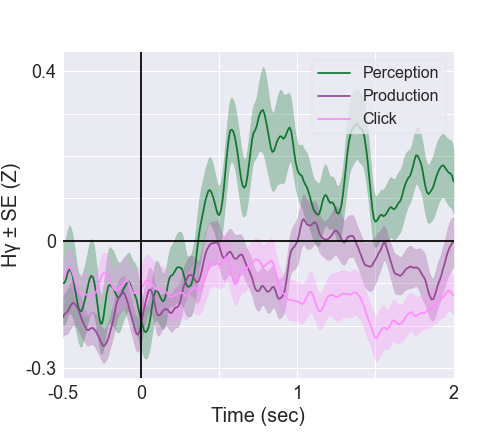 Hγ ± SE (Z)
0.4
0
-0.3
Perception
Production
Click
-0.5 0 1 2
Time (sec)